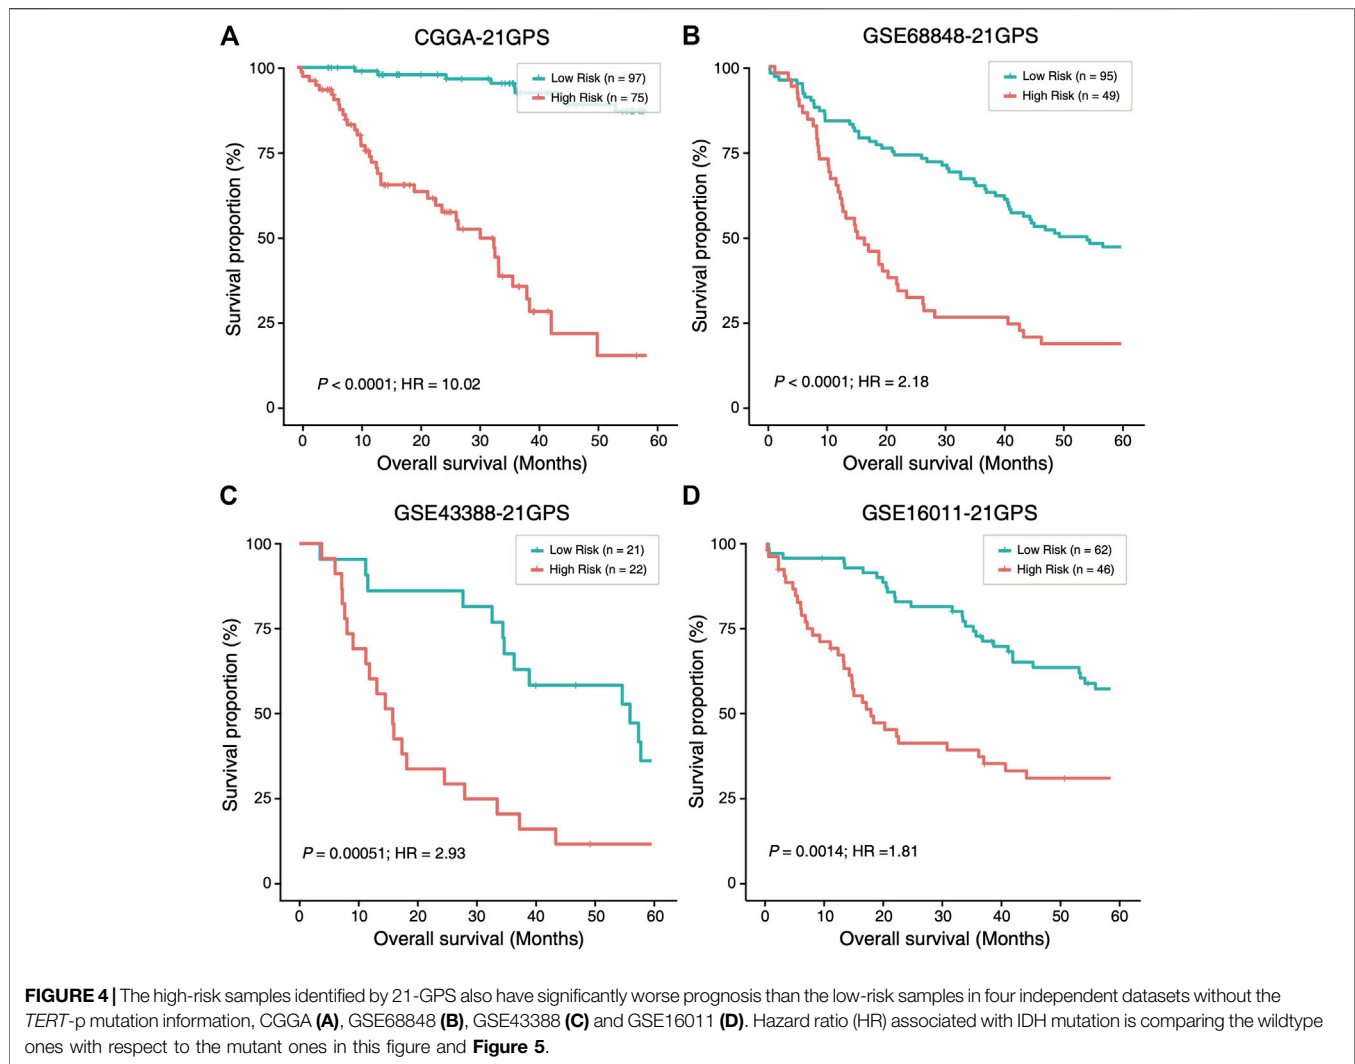 A
CGGA-21GPS
Survival proportion (%)
100
75
50
25
0
Low Risk (n = 97)
High Risk (n = 75)
P < 0.0001; HR = 10.02
0 10 20 30 40 50 60
Overall survival (Months)
B
GSE68848-21GPS
Survival proportion (%)
100
75
50
25
0
Low Risk (n = 95)
High Risk (n = 49)
P < 0.0001; HR = 2.18
0 10 20 30 40 50 60
Overall survival (Months)
C
GSE43388-21GPS
Survival proportion (%)
100
75
50
25
0
Low Risk (n = 21)
High Risk (n = 22)
P = 0.00051; HR = 2.93
0 10 20 30 40 50 60
Overall survival (Months)
D
GSE16011-21GPS
Survival proportion (%)
100
75
50
25
0
Low Risk (n = 62)
High Risk (n = 46)
P = 0.0014; HR =1.81
0 10 20 30 40 50 60
Overall survival (Months)
FIGURE 4 | The high-risk samples identified by 21-GPS also have significantly worse prognosis than the low-risk samples in four independent datasets without the
TERT-p mutation information, CGGA (A), GSE68848 (B), GSE43388 (C) and GSE16011 (D). Hazard ratio (HR) associated with IDH mutation is comparing the wildtype
ones with respect to the mutant ones in this figure and Figure 5.